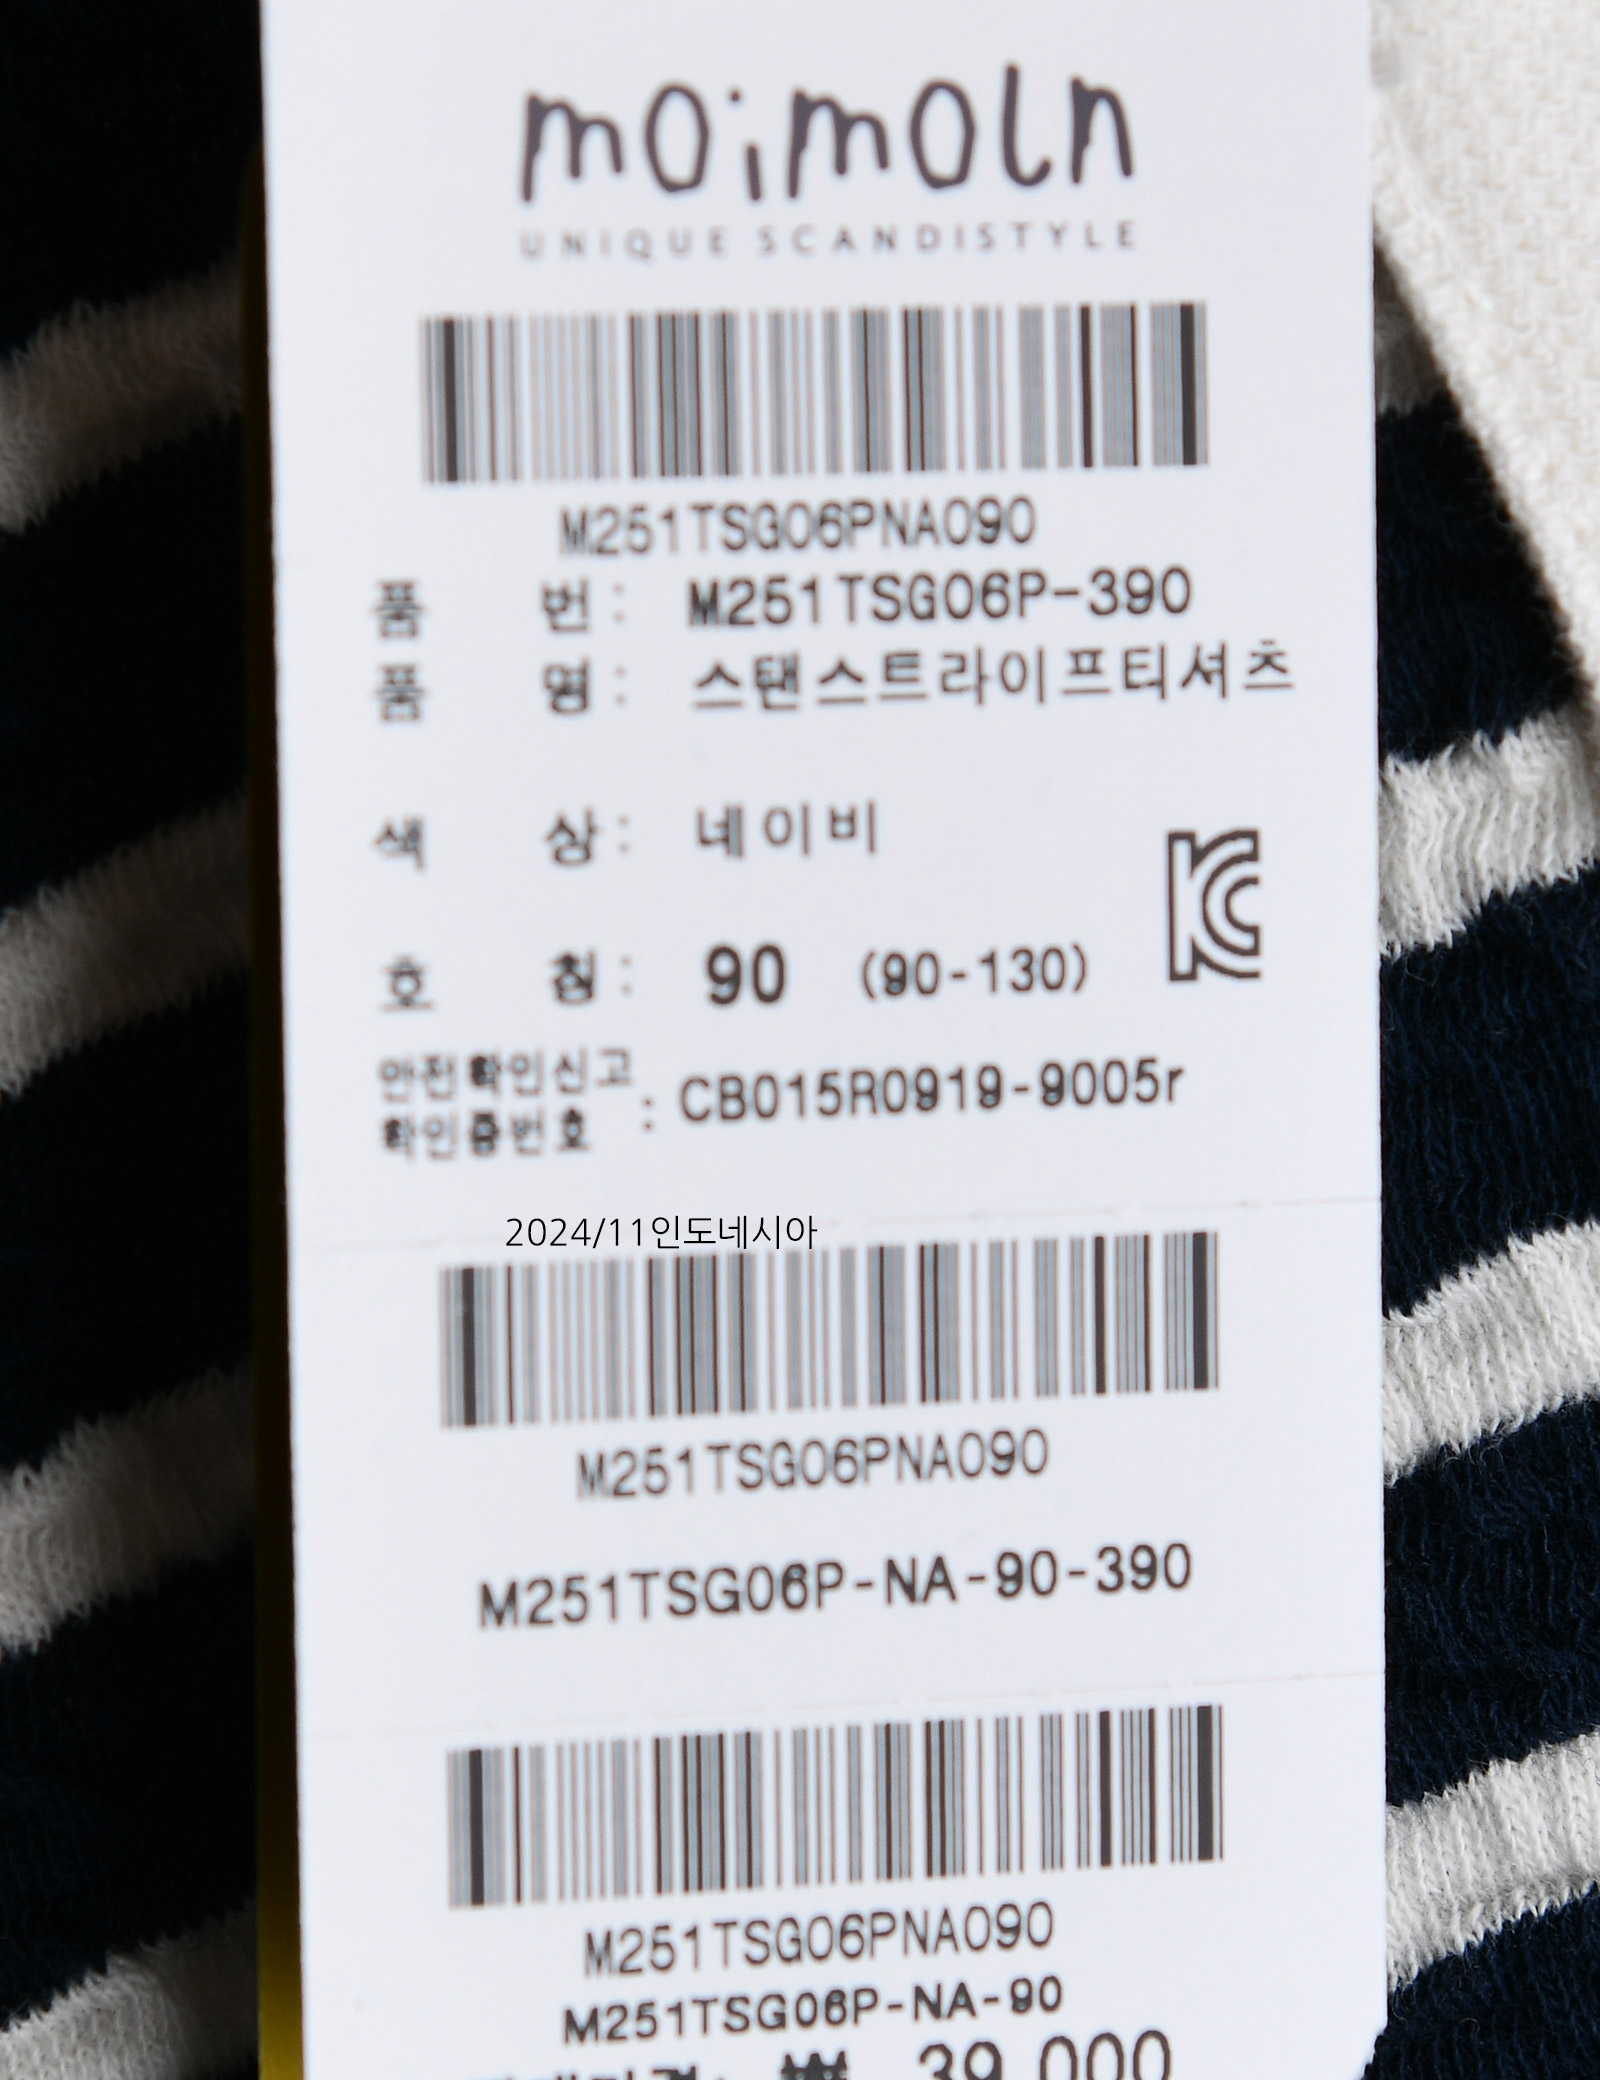 moimoln
UNIQUE SCANDISTYLE
M251TSG06PNA090
품 번 : M251TSG06P-390
품 명 : 스탠스트라이프티셔츠
색 상 : 네이비
호 칭 : 90 (90-130)
안전확인신고
확인증번호 : CB015R0919-9005r
2024/11인도네시아
M251TSG06PNA090
M251TSG06P-NA-90-390
M251TSG06PNA090
M251TSG06P-NA-90
₩ 39,000